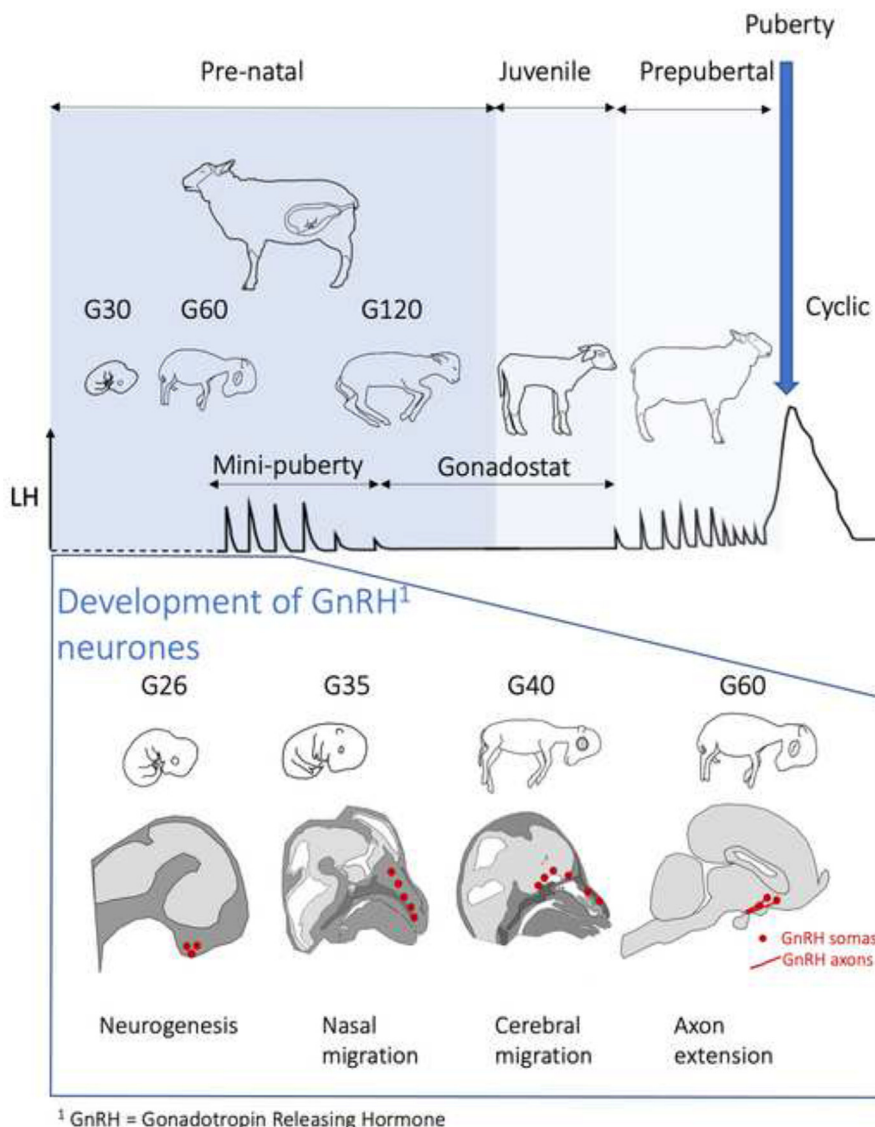 Puberty
Pre-natal
Juvenile
Prepubertal
G30
G60
G120
Cyclic
Mini-puberty
Gonadostat
LH
Development of GnRH¹
neurones
G26
G35
G40
G60
GnRH somas
GnRH axons
Neurogenesis
Nasal
migration
Cerebral
migration
Axon
extension
¹ GnRH = Gonadotropin Releasing Hormone